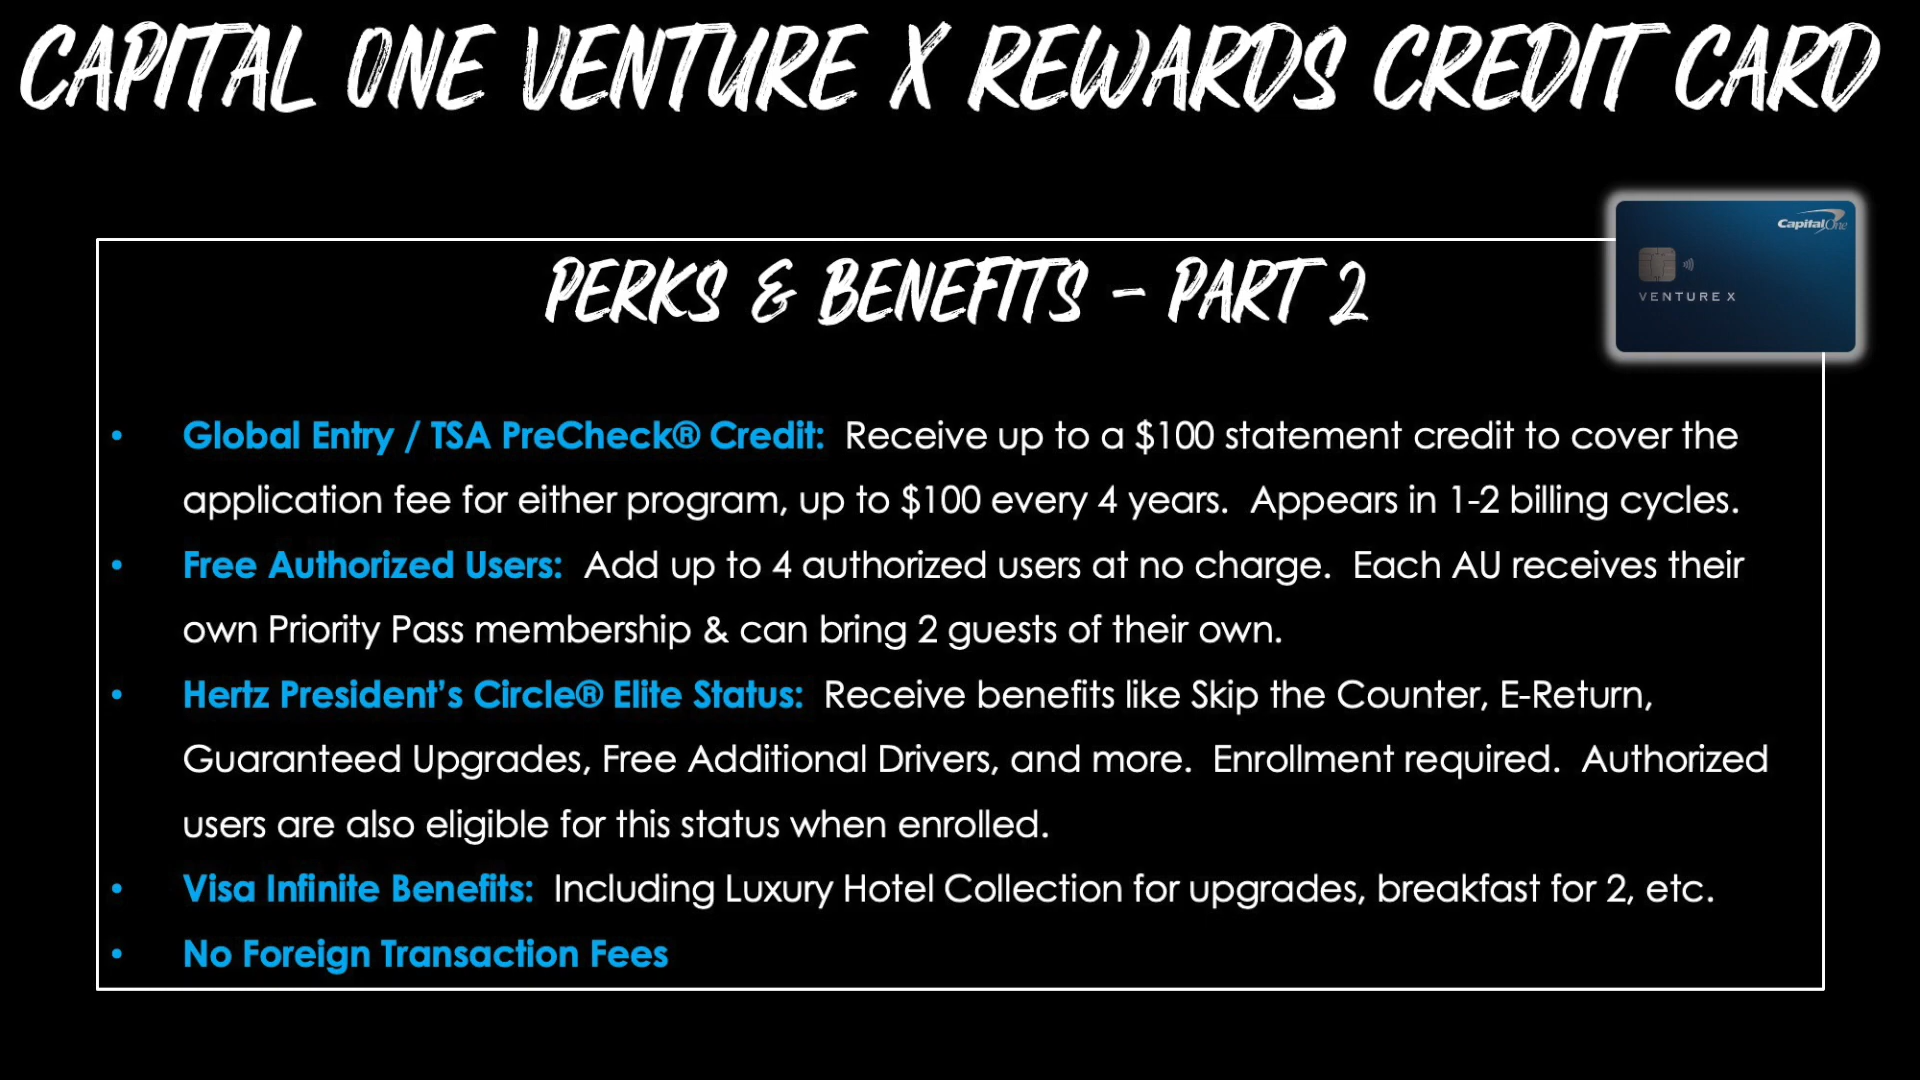 CAPITAL ONE VENTURE X REWARDS CREDIT CARD
CapitalOne
VENTURE X
PERKS & BENEFITS - PART 2
• Global Entry / TSA PreCheck® Credit: Receive up to a $100 statement credit to cover the
application fee for either program, up to $100 every 4 years. Appears in 1-2 billing cycles.
• Free Authorized Users: Add up to 4 authorized users at no charge. Each AU receives their
own Priority Pass membership & can bring 2 guests of their own.
• Hertz President's Circle® Elite Status: Receive benefits like Skip the Counter, E-Return,
Guaranteed Upgrades, Free Additional Drivers, and more. Enrollment required. Authorized
users are also eligible for this status when enrolled.
• Visa Infinite Benefits: Including Luxury Hotel Collection for upgrades, breakfast for 2, etc.
• No Foreign Transaction Fees